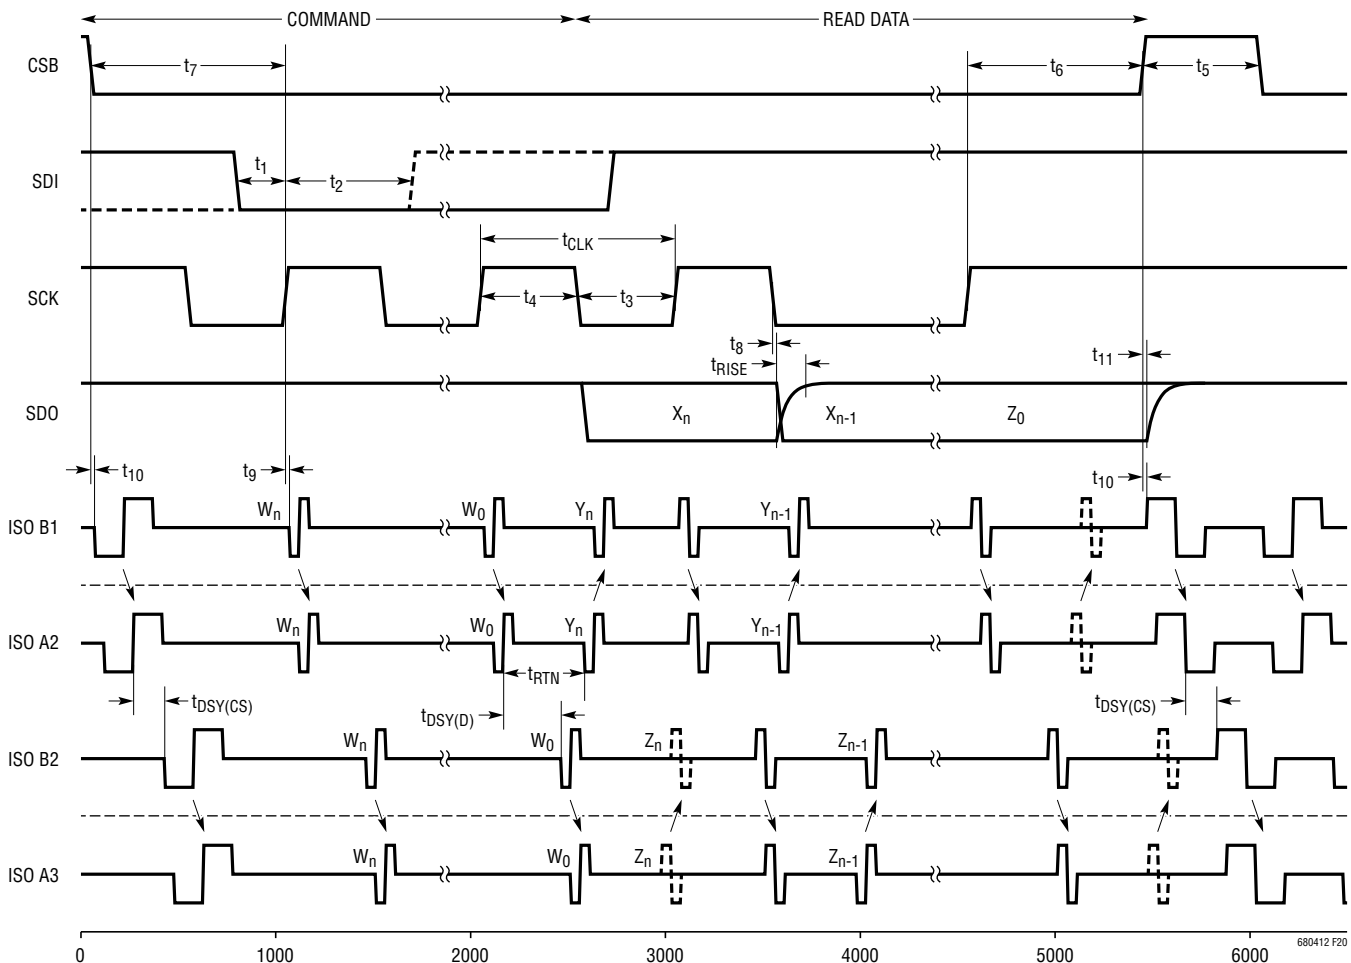 COMMAND READ DATA
CSB t7 t6 t5
SDI t1 t2
tCLK
SCK t4 t3
t8
tRISE t11
SDO Xn Xn-1 Z0
t10 t9 t10
ISO B1 Wn W0 Yn Yn-1
ISO A2 Wn W0 Yn Yn-1
tRTN
tDSY(CS) tDSY(D) tDSY(CS)
ISO B2 Wn W0 Zn Zn-1
ISO A3 Wn W0 Zn Zn-1
0 1000 2000 3000 4000 5000 6000
680412 F20